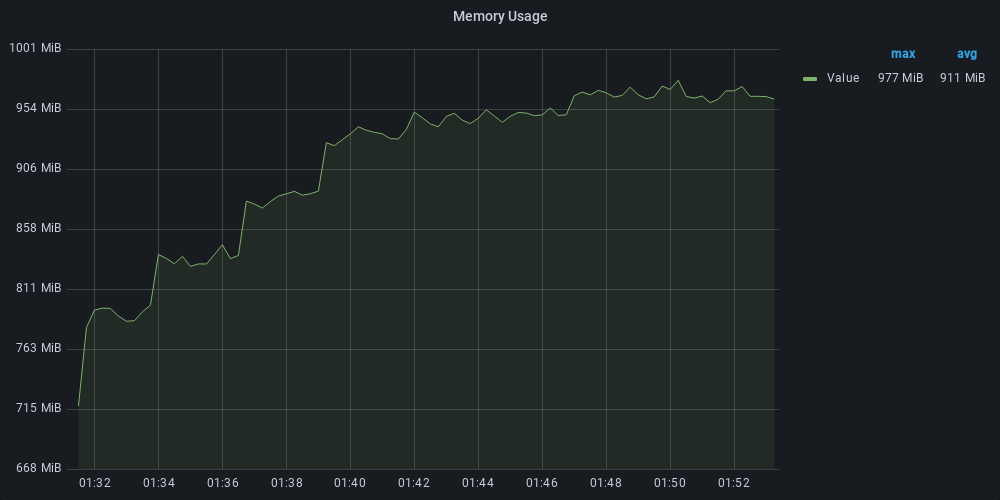 Memory Usage
1001 MiB
954 MiB
906 MiB
858 MiB
811 MiB
763 MiB
715 MiB
668 MiB
01:32 01:34 01:36 01:38 01:40 01:42 01:44 01:46 01:48 01:50 01:52
max avg
Value 977 MiB 911 MiB